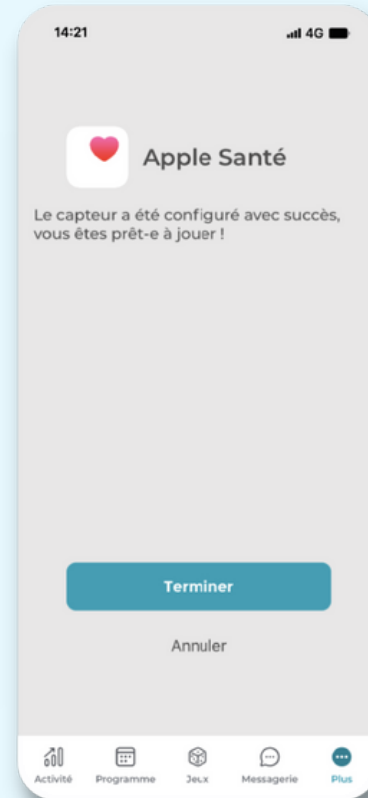 14:21
4G
Apple Santé
Le capteur a été configuré avec succès,
vous êtes prêt-e à jouer !
Terminer
Annuler
Activité Programme Jeux Messagerie Plus